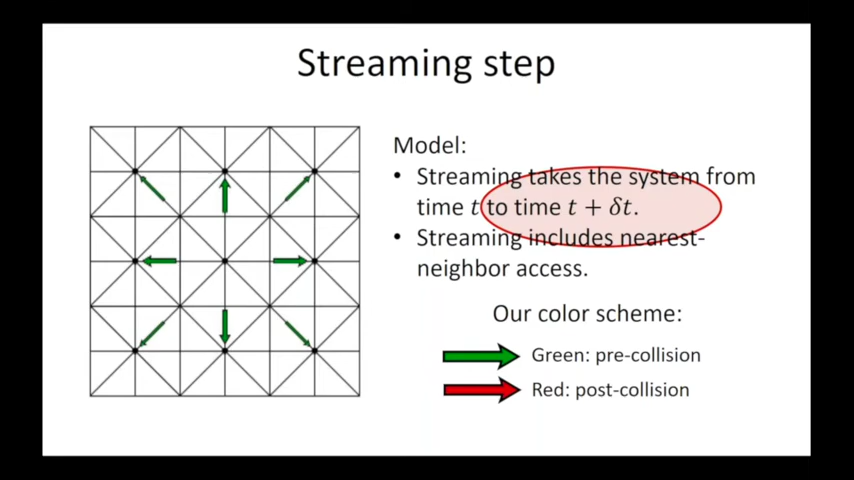 Streaming step
Model:
• Streaming takes the system from
time t to time t + δt.
• Streaming includes nearest-
neighbor access.
Our color scheme:
Green: pre-collision
Red: post-collision